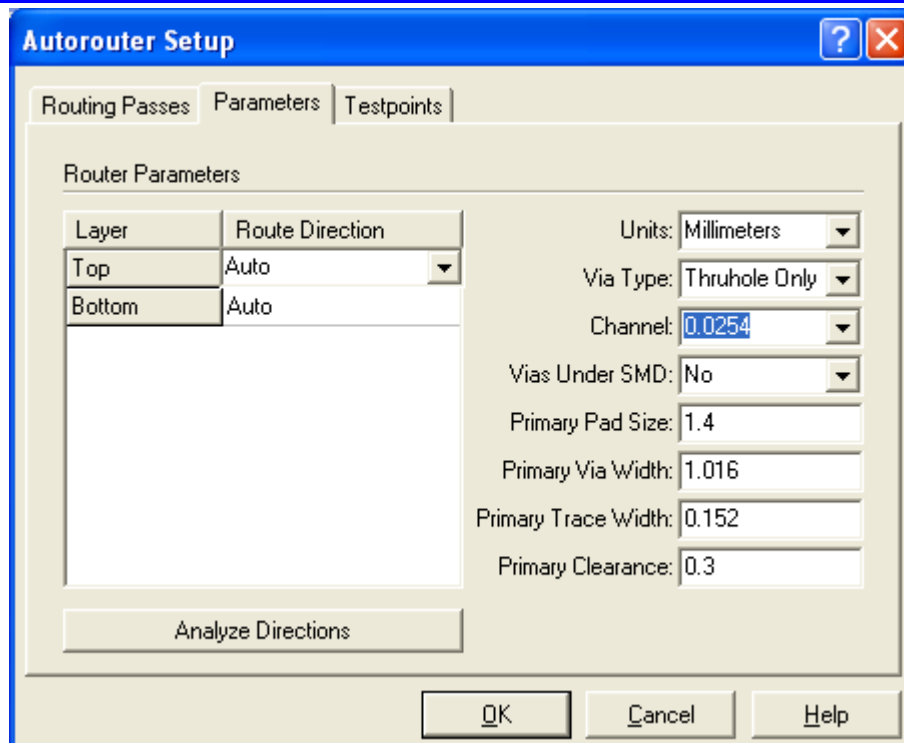 Autorouter Setup
Routing Passes Parameters Testpoints
Router Parameters
Layer Route Direction
Top Auto
Bottom Auto
Units: Millimeters
Via Type: Thruhole Only
Channel: 0.0254
Vias Under SMD: No
Primary Pad Size: 1.4
Primary Via Width: 1.016
Primary Trace Width: 0.152
Primary Clearance: 0.3
Analyze Directions
OK Cancel Help